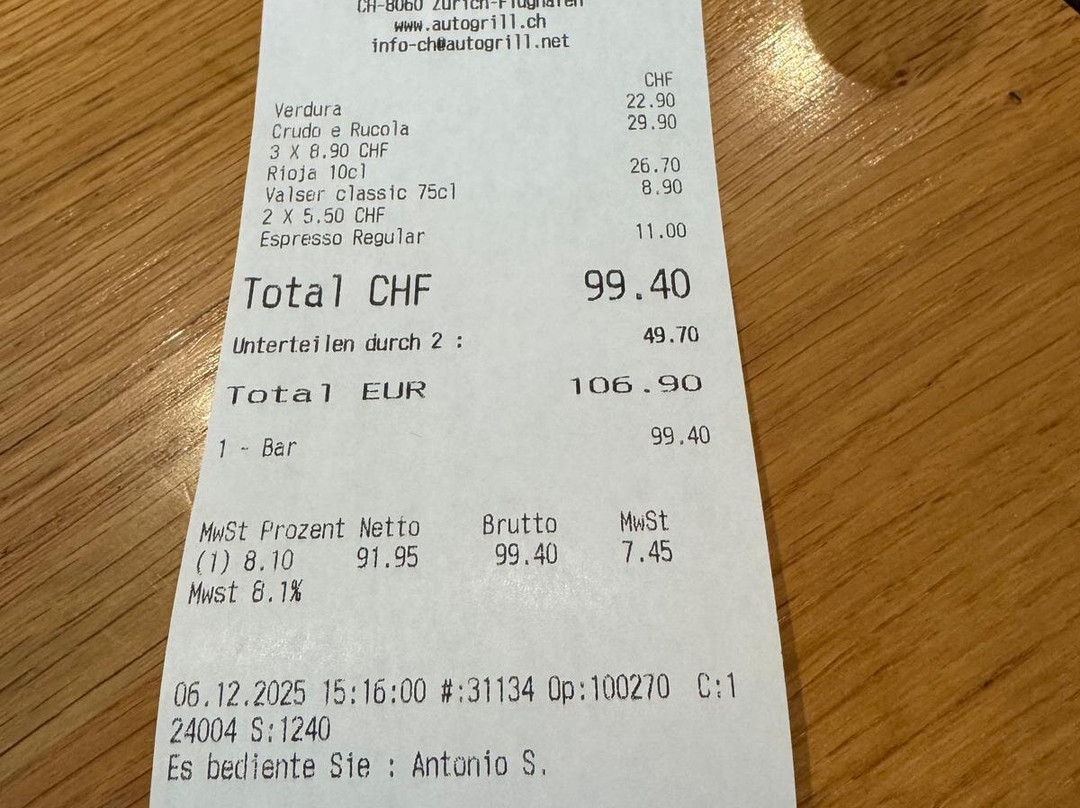 CH-8060 Zürich-Flughafen
www.autogrill.ch
info-ch@autogrill.net
CHF
Verdura 22.90
Crudo e Rucola 29.90
3 X 8.90 CHF
Rioja 10cl 26.70
Valser classic 75cl 8.90
2 X 5.50 CHF
Espresso Regular 11.00
Total CHF 99.40
Unterteilen durch 2 : 49.70
Total EUR 106.90
1 - Bar 99.40
MwSt Prozent Netto Brutto MwSt
(1) 8.10 91.95 99.40 7.45
Mwst 8.1%
06.12.2025 15:16:00 #:31134 Op:100270 C:1
24004 S:1240
Es bediente Sie : Antonio S.